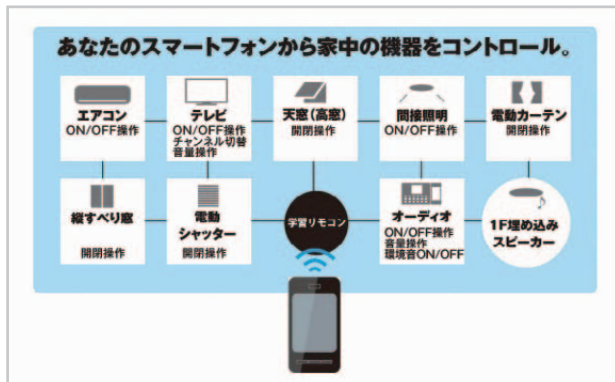 あなたのスマートフォンから家中の機器をコントロール。
エアコン
ON/OFF操作
テレビ
ON/OFF操作
チャンネル切替
音量操作
天窓(高窓)
開閉操作
間接照明
ON/OFF操作
電動カーテン
開閉操作
縦すべり窓
開閉操作
電動
シャッター
開閉操作
学習リモコン
オーディオ
ON/OFF操作
音量操作
環境音ON/OFF
1F埋め込み
スピーカー